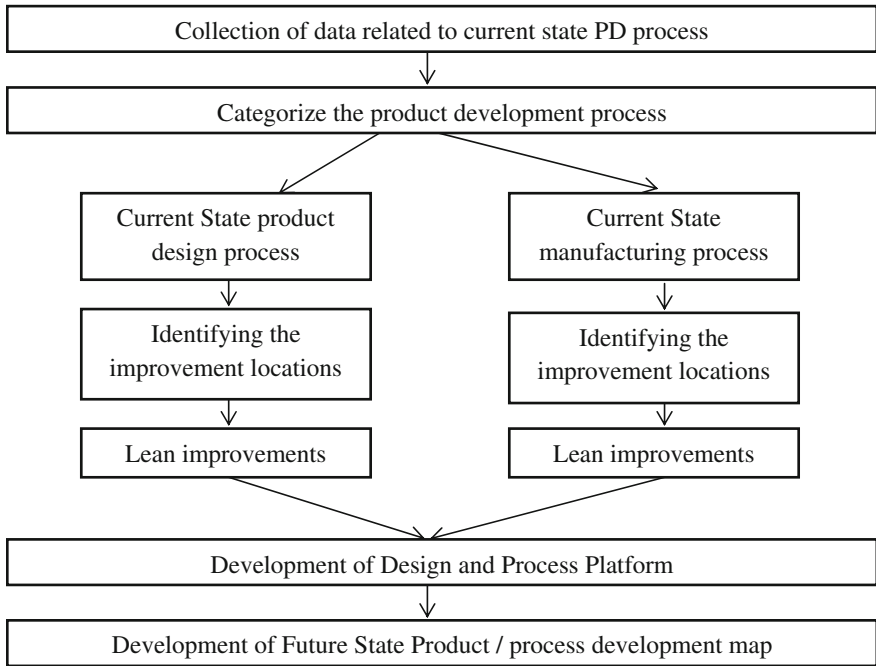 Collection of data related to current state PD process
Categorize the product development process
Current State product
design process
Current State
manufacturing process
Identifying the
improvement locations
Identifying the
improvement locations
Lean improvements
Lean improvements
Development of Design and Process Platform
Development of Future State Product / process development map